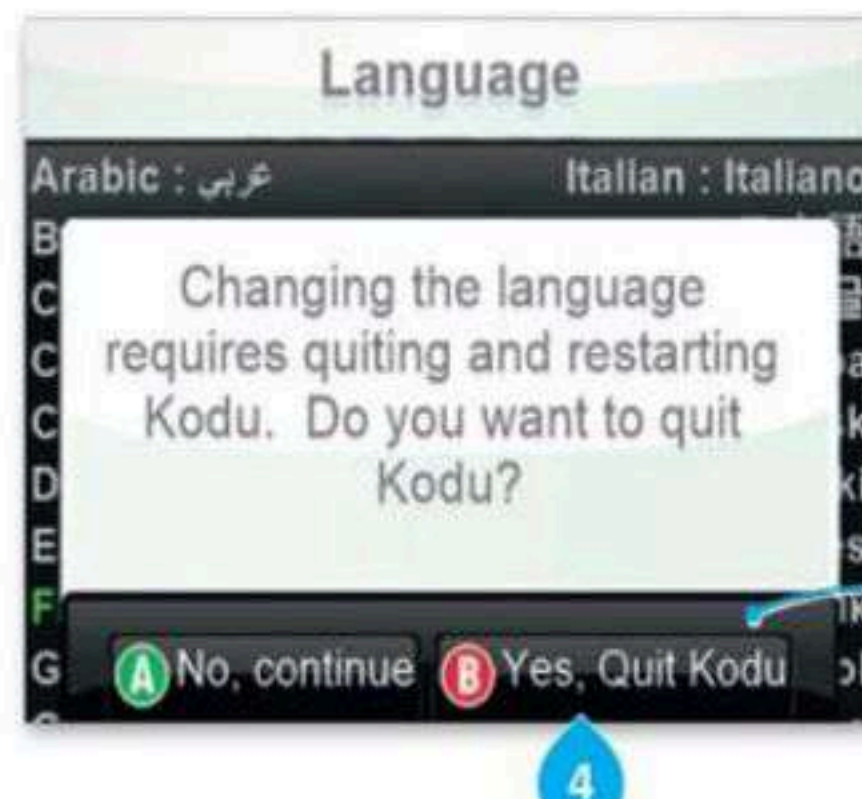 Language
Arabic : عربي Italian : Italiano
B
C
Changing the language
C
requires quiting and restarting
C
Kodu. Do you want to quit
D
Kodu?
E
F
G
A No, continue B Yes, Quit Kodu
4